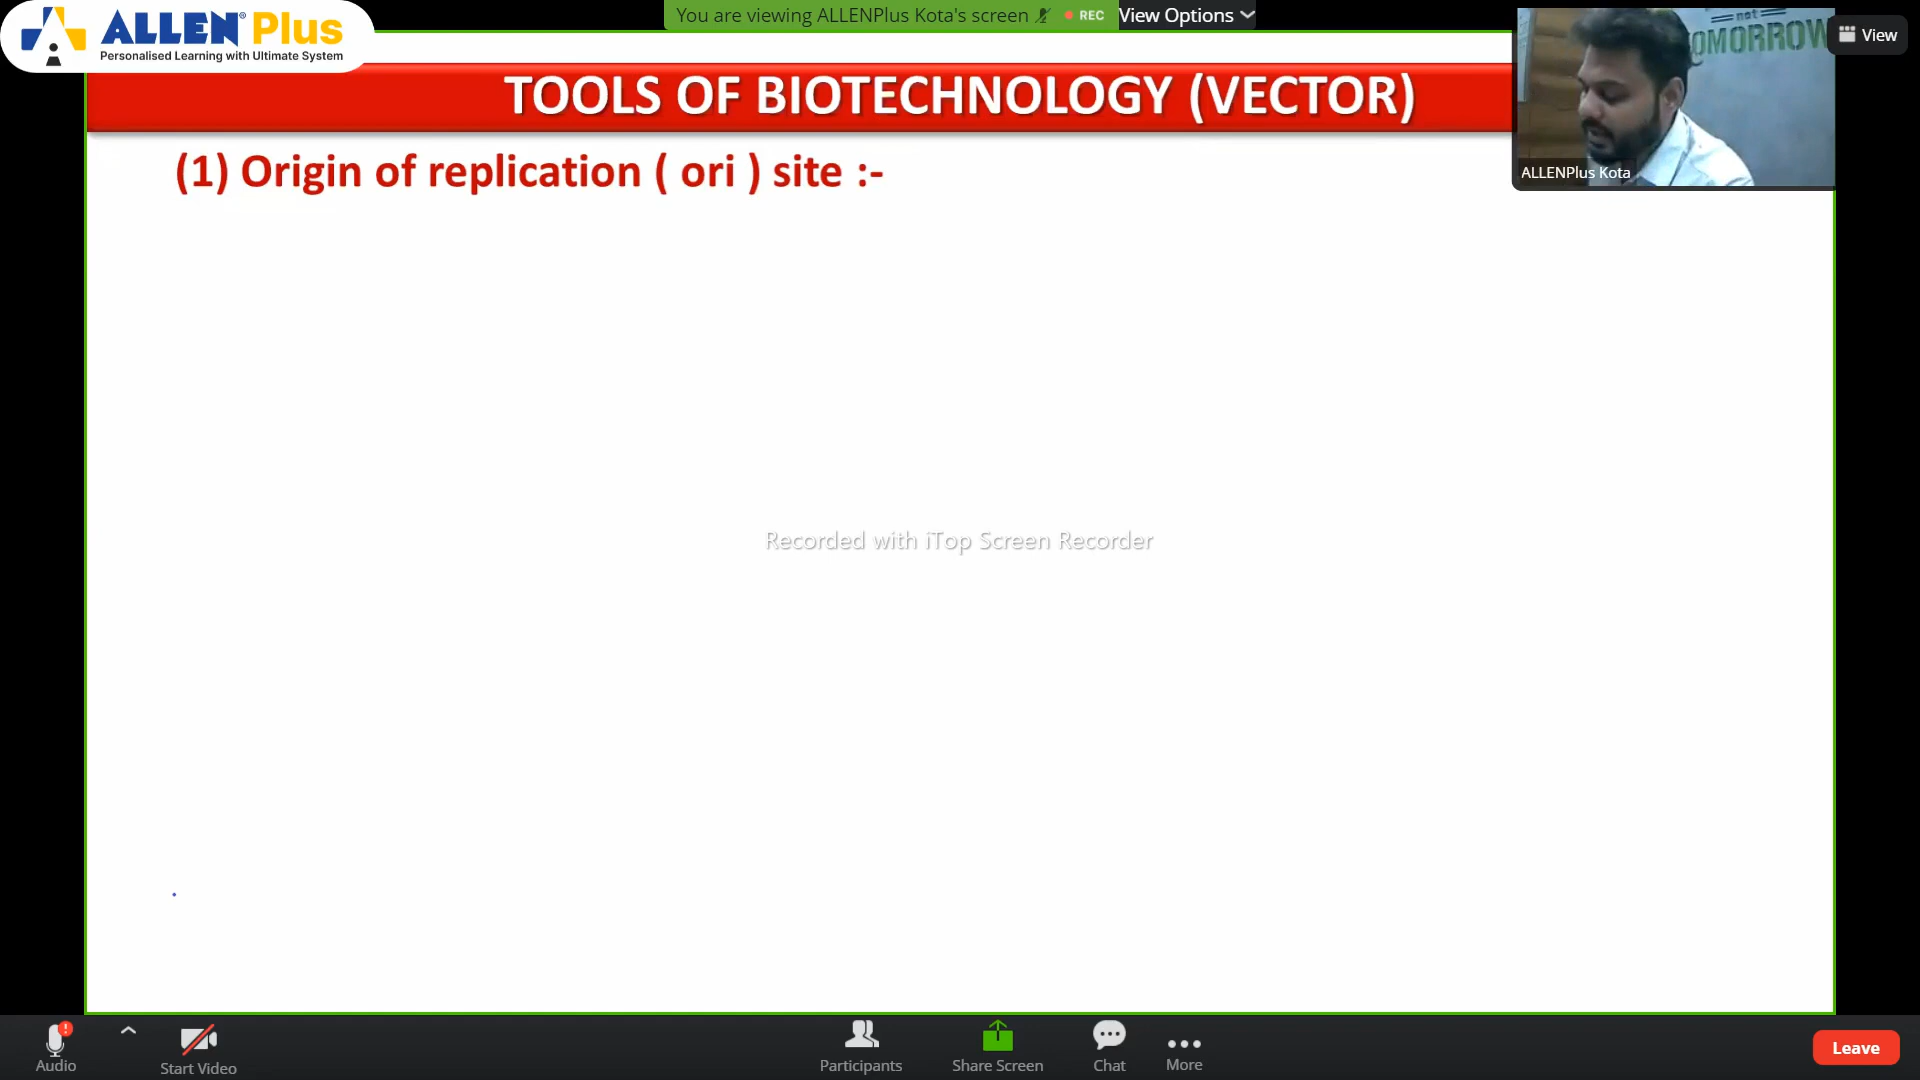 You are viewing ALLENPlus Kota's screen REC View Options
ALLEN® Plus
Personalised Learning with Ultimate System
not
OMORROW
View
TOOLS OF BIOTECHNOLOGY (VECTOR)
ALLENPlus Kota
(1) Origin of replication ( ori ) site :-
Recorded with iTop Screen Recorder
Audio
Start Video
Participants
Share Screen
Chat
More
Leave